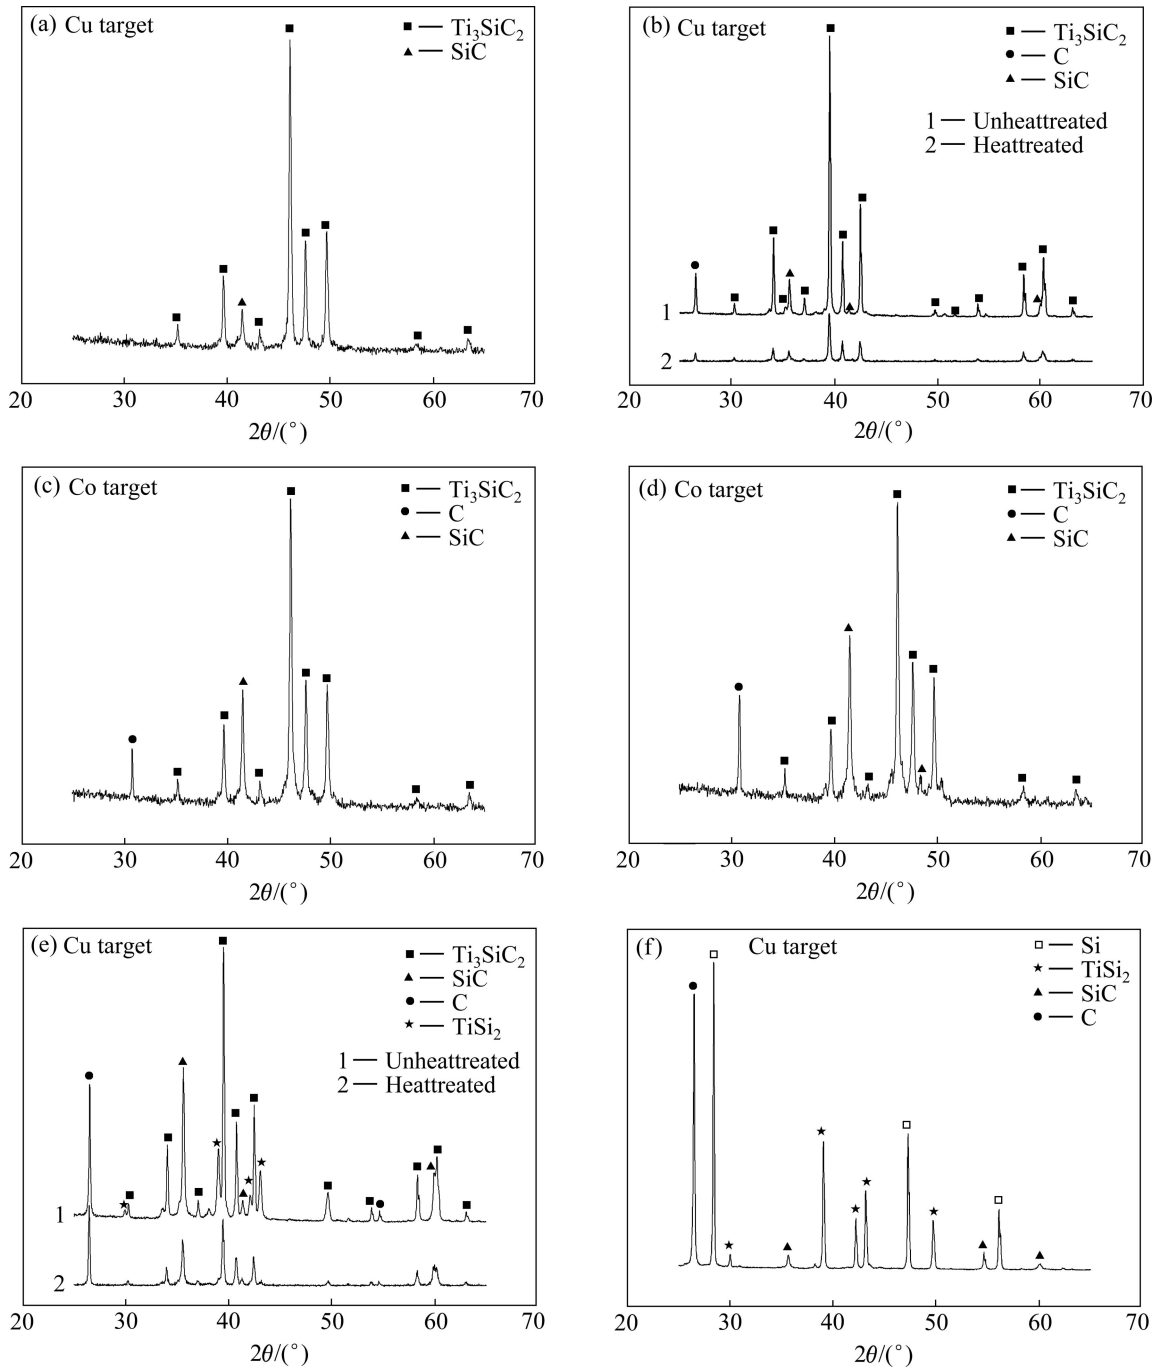 (a) Cu target
Ti₃SiC₂
SiC
20 30 40 50 60 70
2θ/(°)
(b) Cu target
Ti₃SiC₂
C
SiC
1 — Unheattreated
2 — Heattreated
1
2
20 30 40 50 60 70
2θ/(°)
(c) Co target
Ti₃SiC₂
C
SiC
20 30 40 50 60 70
2θ/(°)
(d) Co target
Ti₃SiC₂
C
SiC
20 30 40 50 60 70
2θ/(°)
(e) Cu target
Ti₃SiC₂
SiC
C
TiSi₂
1 — Unheattreated
2 — Heattreated
1
2
20 30 40 50 60 70
2θ/(°)
(f) Cu target
Si
TiSi₂
SiC
C
20 30 40 50 60 70
2θ/(°)